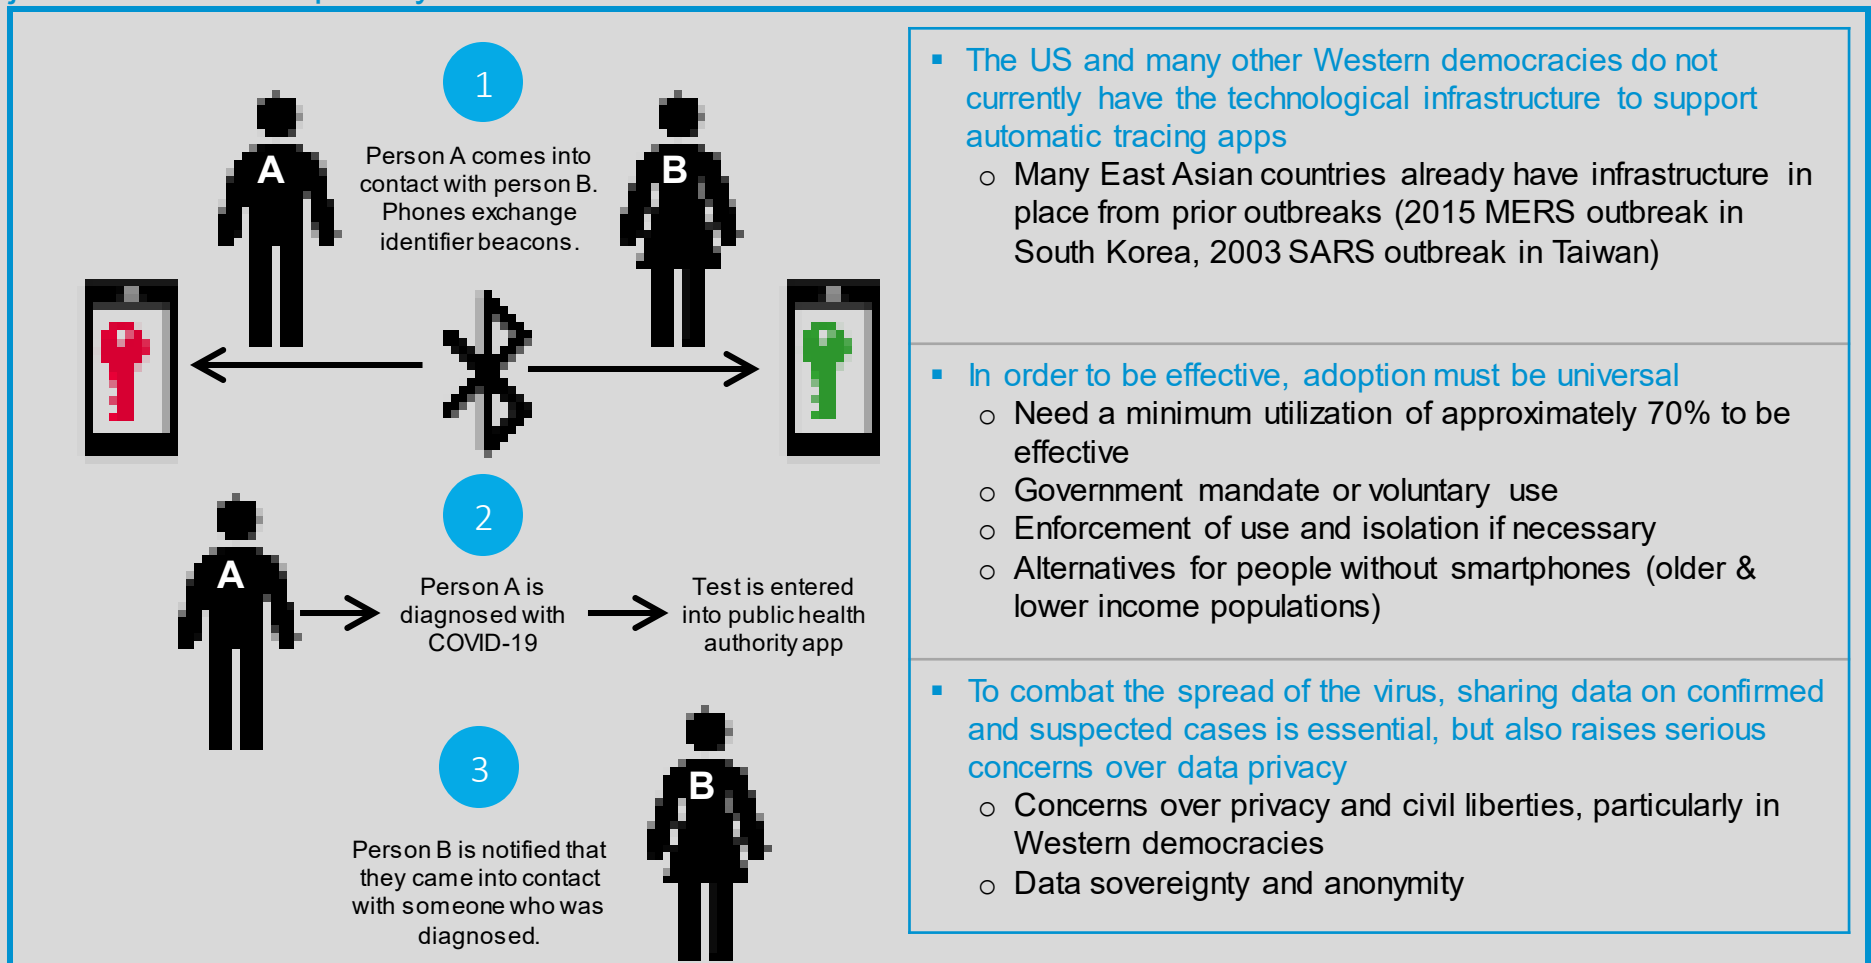 1
A
B
Person A comes into
contact with person B.
Phones exchange
identifier beacons.
2
A
Person A is
diagnosed with
COVID-19
Test is entered
into public health
authority app
3
B
Person B is notified that
they came into contact
with someone who was
diagnosed.
▪ The US and many other Western democracies do not
currently have the technological infrastructure to support
automatic tracing apps
o Many East Asian countries already have infrastructure in
place from prior outbreaks (2015 MERS outbreak in
South Korea, 2003 SARS outbreak in Taiwan)
▪ In order to be effective, adoption must be universal
o Need a minimum utilization of approximately 70% to be
effective
o Government mandate or voluntary use
o Enforcement of use and isolation if necessary
o Alternatives for people without smartphones (older &
lower income populations)
▪ To combat the spread of the virus, sharing data on confirmed
and suspected cases is essential, but also raises serious
concerns over data privacy
o Concerns over privacy and civil liberties, particularly in
Western democracies
o Data sovereignty and anonymity